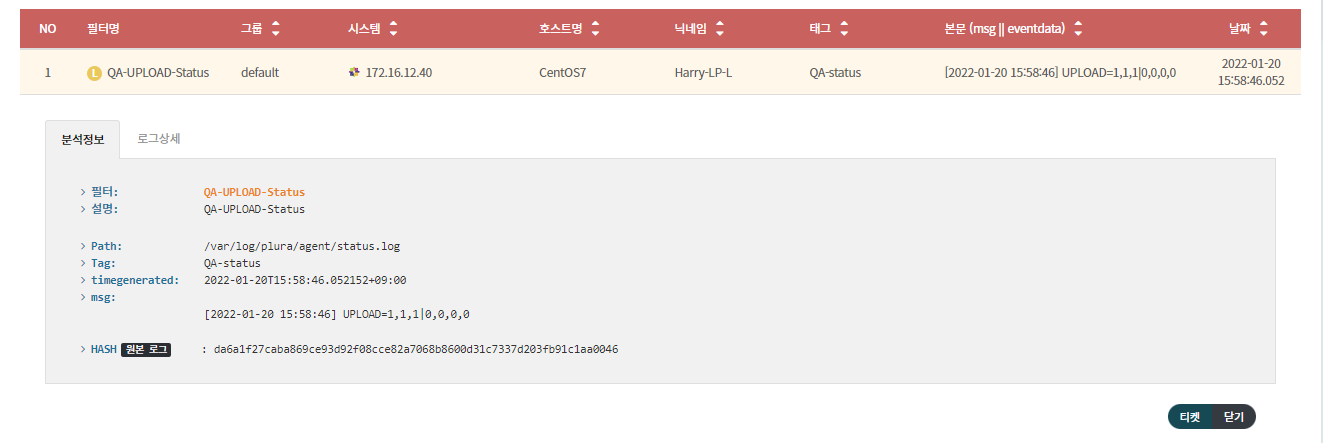 NO 필터명 그룹 시스템 호스트명 닉네임 태그 본문 (msg || eventdata) 날짜
1 L QA-UPLOAD-Status default 172.16.12.40 CentOS7 Harry-LP-L QA-status [2022-01-20 15:58:46] UPLOAD=1,1,1|0,0,0,0 2022-01-20
15:58:46.052
분석정보 로그상세
> 필터: QA-UPLOAD-Status
> 설명: QA-UPLOAD-Status
> Path: /var/log/plura/agent/status.log
> Tag: QA-status
> timegenerated: 2022-01-20T15:58:46.052152+09:00
> msg:
[2022-01-20 15:58:46] UPLOAD=1,1,1|0,0,0,0
> HASH 원본 로그 : da6a1f27caba869ce93d92f08cce82a7068b8600d31c7337d203fb91c1aa0046
티켓 닫기